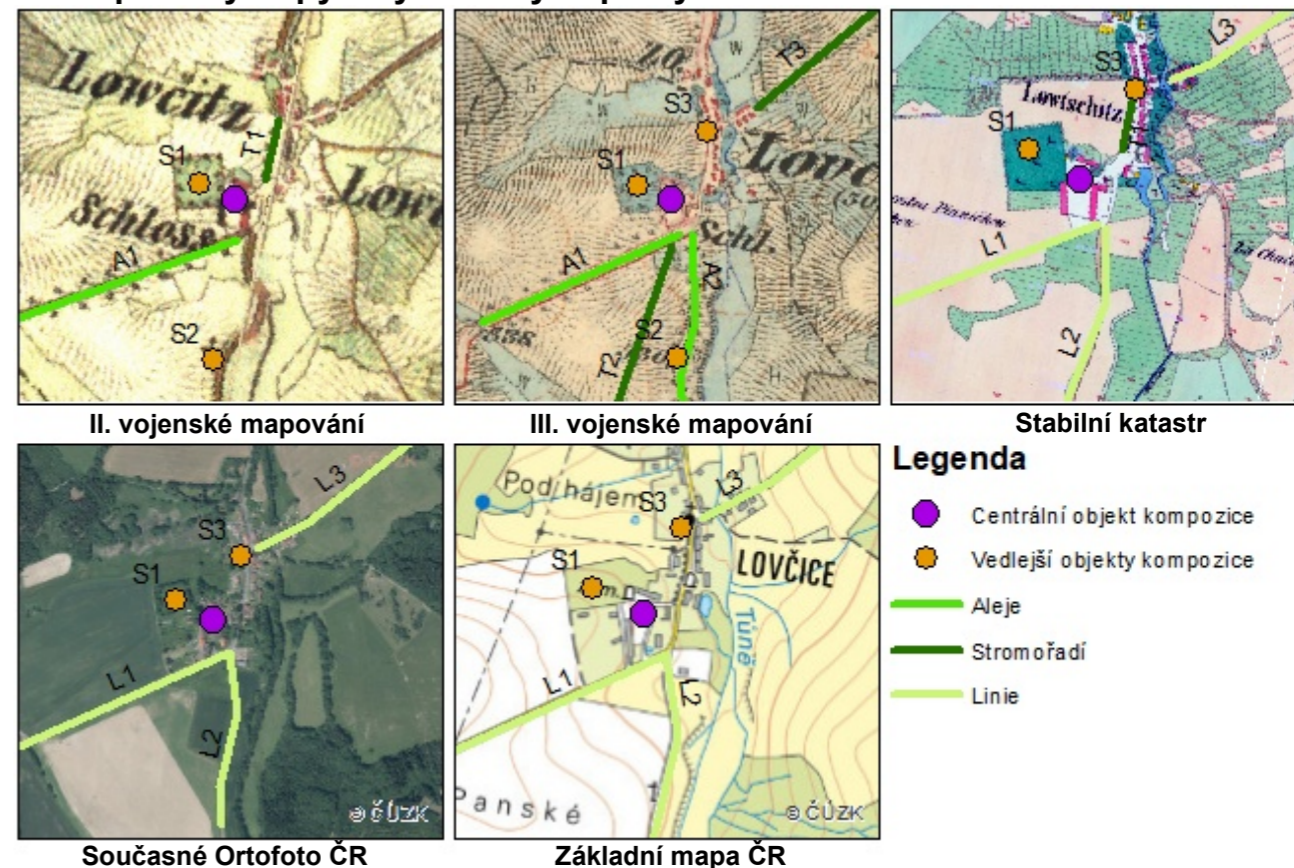 Lowčitz
T1
S1
Schloss
A1
S2
II. vojenské mapování
T3
S3
S1
Schl.
A1
A2
S2
T2
III. vojenské mapování
L3
S3
Lowtschitz
T1
S1
L1
L2
Stabilní katastr
L3
S3
S1
L1
L2
© ČÚZK
Současné Ortofoto ČR
Podíhájem
S3
L3
LOVČICE
S1
Túně
L1
L2
Panské
© ČÚZK
Základní mapa ČR
Legenda
Centrální objekt kompozice
Vedlejší objekty kompozice
Aleje
Stromořadí
Linie